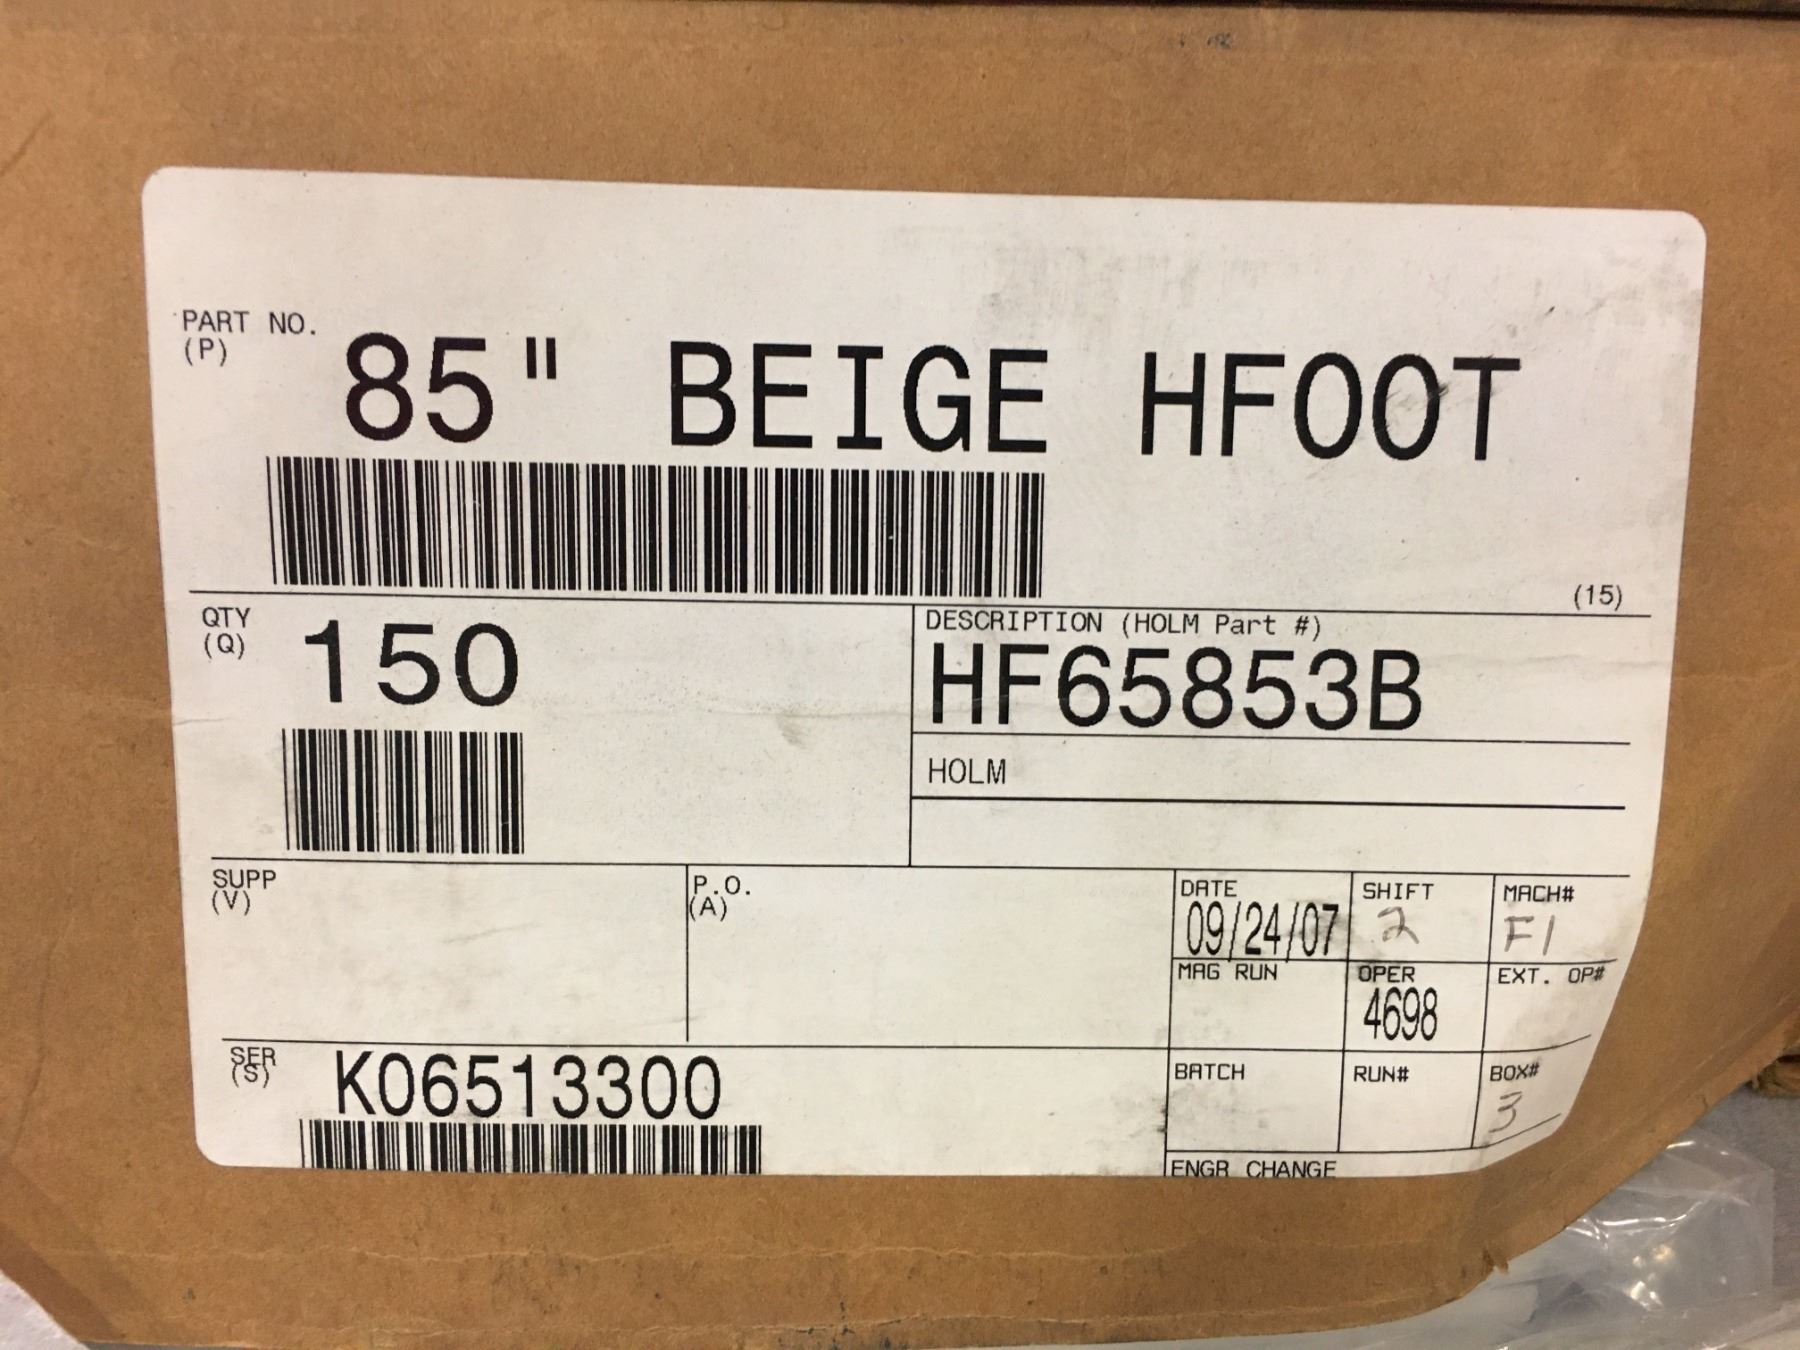 PART NO.
(P)
85" BEIGE HFOOT
(15)
QTY
(Q)
150
DESCRIPTION (HOLM Part #)
HF65853B
HOLM
SUPP
(V)
P.O.
(A)
DATE
09/24/07
SHIFT
2
MACH#
F1
MAG RUN
OPER
4698
EXT. OP#
SER
(S)
K06513300
BATCH
RUN#
BOX#
3
ENGR CHANGE